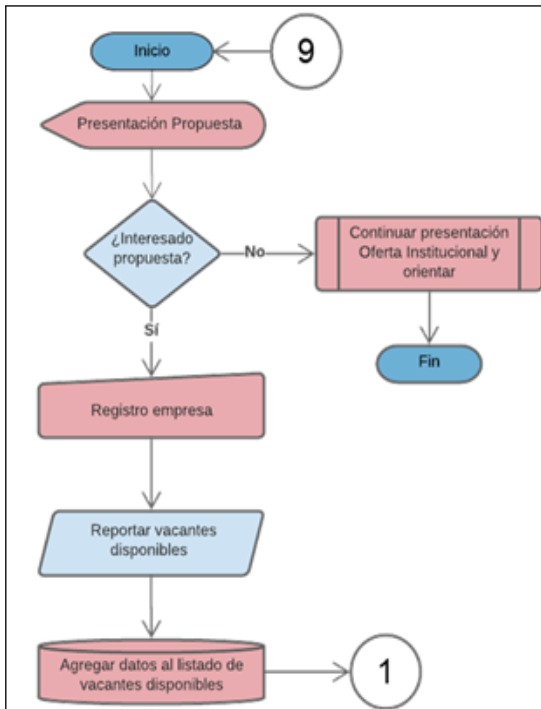 Inicio
9
Presentación Propuesta
¿Interesado
propuesta?
No
Continuar presentación
Oferta Institucional y
orientar
Fin
Sí
Registro empresa
Reportar vacantes
disponibles
Agregar datos al listado de
vacantes disponibles
1